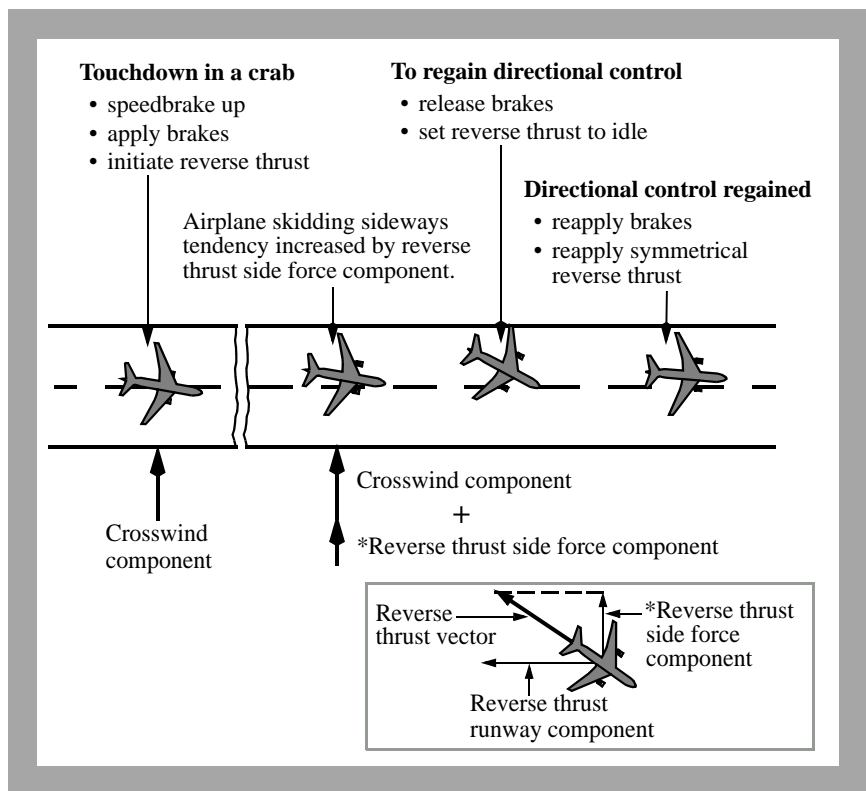 Touchdown in a crab
• speedbrake up
• apply brakes
• initiate reverse thrust
To regain directional control
• release brakes
• set reverse thrust to idle
Airplane skidding sideways
tendency increased by reverse
thrust side force component.
Directional control regained
• reapply brakes
• reapply symmetrical
reverse thrust
Crosswind
component
Crosswind component
+
*Reverse thrust side force component
Reverse
thrust vector
*Reverse thrust
side force
component
Reverse thrust
runway component